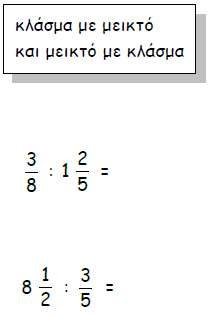 κλάσμα με μεικτό
και μεικτό με κλάσμα
3/8 : 1 2/5 =
8 1/2 : 3/5 =